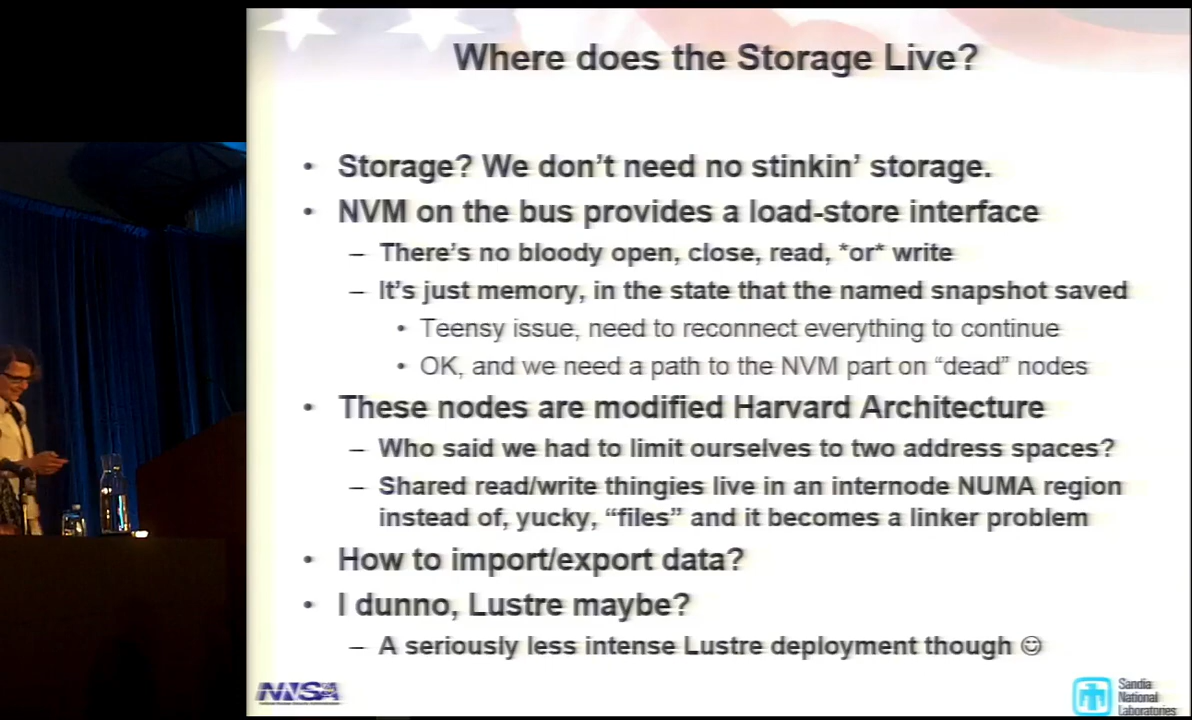 Where does the Storage Live?
• Storage? We don't need no stinkin' storage.
• NVM on the bus provides a load-store interface
– There's no bloody open, close, read, *or* write
– It's just memory, in the state that the named snapshot saved
• Teensy issue, need to reconnect everything to continue
• OK, and we need a path to the NVM part on "dead" nodes
• These nodes are modified Harvard Architecture
– Who said we had to limit ourselves to two address spaces?
– Shared read/write thingies live in an internode NUMA region
instead of, yucky, "files" and it becomes a linker problem
• How to import/export data?
• I dunno, Lustre maybe?
– A seriously less intense Lustre deployment though ☺
NNSA
Sandia
National
Laboratories